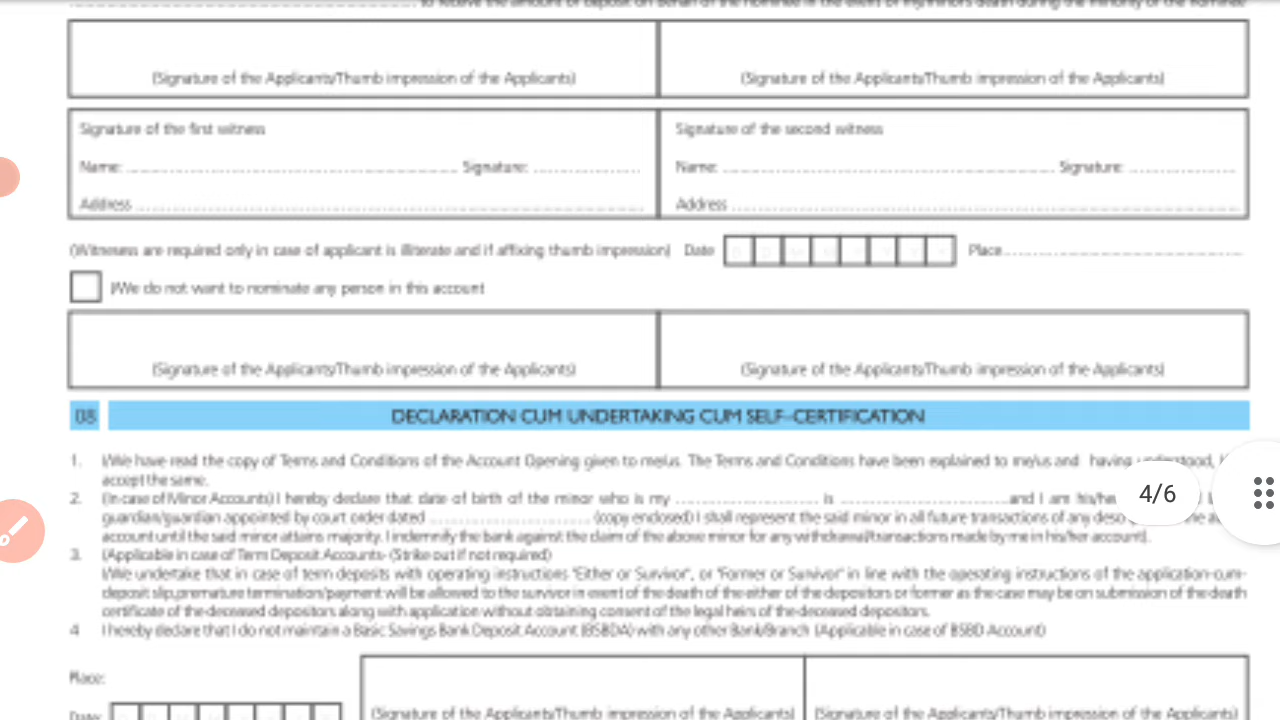 to receive the amount of deposit on behalf of the nominee in the event of my/minor's death during the minority of the nominee
(Signature of the Applicants/Thumb impression of the Applicants) (Signature of the Applicants/Thumb impression of the Applicants)
Signature of the first witness Signature of the second witness
Name: Signature: Name: Signature:
Address Address
(Witneness are required only in case of applicant is illiterate and if affixing thumb impression) Date Place
I/We do not want to nominate any person in this account
(Signature of the Applicants/Thumb impression of the Applicants) (Signature of the Applicants/Thumb impression of the Applicants)
08 DECLARATION CUM UNDERTAKING CUM SELF-CERTIFICATION
1. I/We have read the copy of Terms and Conditions of the Account Opening given to me/us. The Terms and Conditions have been explained to me/us and having understood,
accept the same.
2. (In case of Minor Accounts) I hereby declare that date of birth of the minor who is my is and I am his/her
4/6
guardian/guardian appointed by court order dated (copy enclosed) I shall represent the said minor in all future transactions of any
account until the said minor attains majority. I indemnify the bank against the claim of the above minor for any withdrawal/transactions made by me in his/her account).
3. (Applicable in case of Term Deposit Accounts- (Strike out if not required)
I/We undertake that in case of term deposits with operating instructions "Either or Survivor", or "Former or Survivor" in line with the operating instructions of the application-cum-
deposit slip,premature termination/payment will be allowed to the survivor in event of the death of the either of the depositors or former as the case may be on submission of the death
certificate of the deceased depositors along with application without obtaining consent of the legal heirs of the deceased depositors.
4 I hereby declare that I do not maintain a Basic Savings Bank Deposit Account (BSBDA) with any other Bank/Branch (Applicable in case of BSBD Account)
Place:
Date: (Signature of the Applicants/Thumb impression of the Applicants) (Signature of the Applicants/Thumb impression of the Applicants)